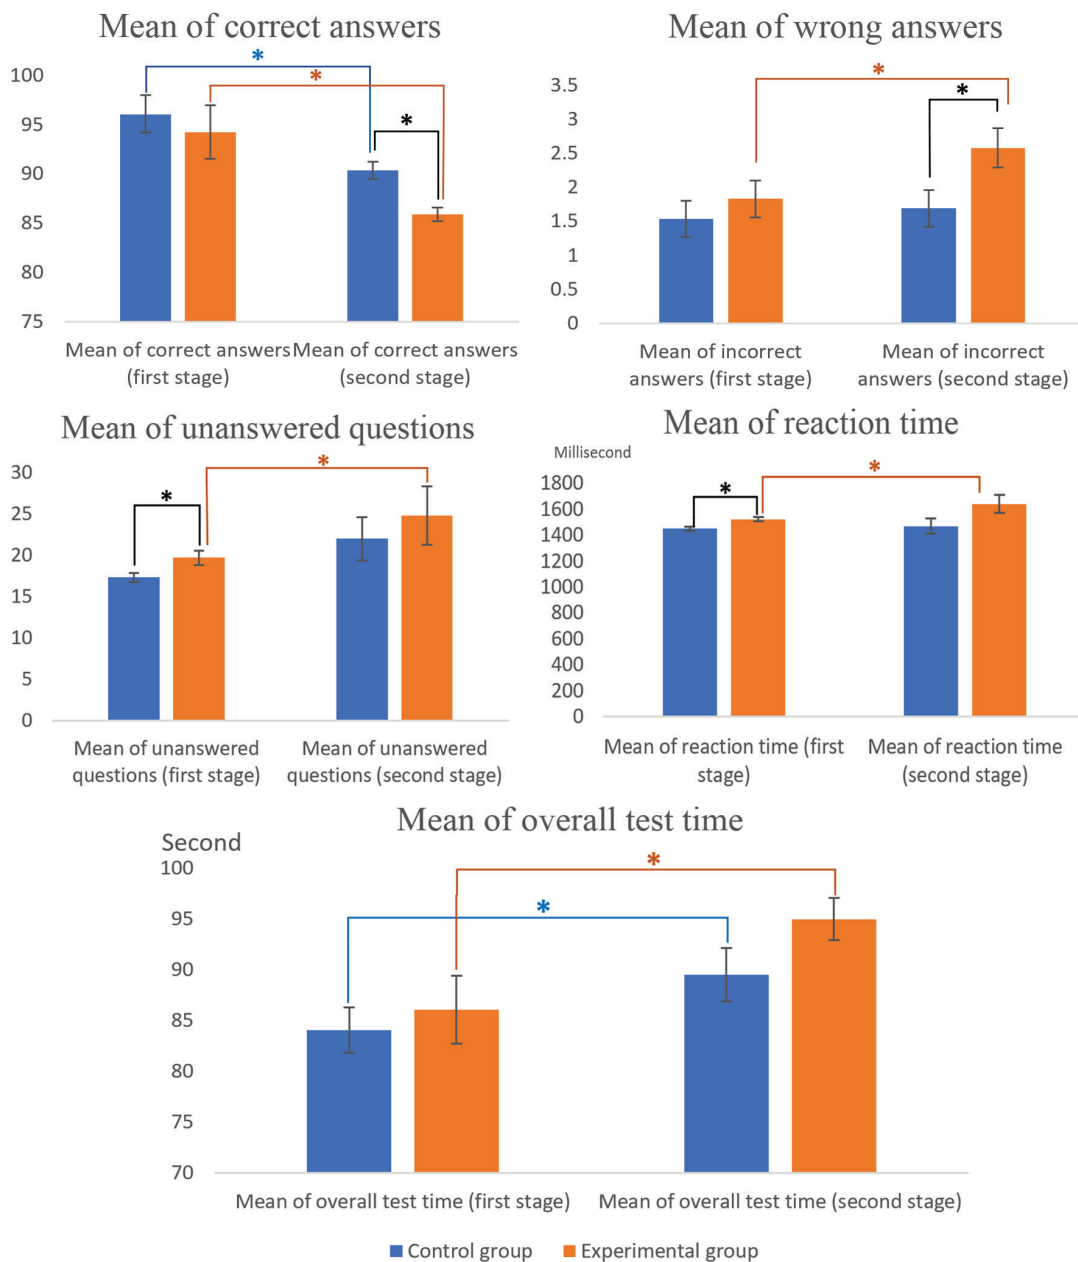 Mean of correct answers
*
*
*
100
95
90
85
80
75
Mean of correct answers
(first stage)
Mean of correct answers
(second stage)
Mean of wrong answers
*
*
3.5
3
2.5
2
1.5
1
0.5
0
Mean of incorrect
answers (first stage)
Mean of incorrect
answers (second stage)
Mean of unanswered questions
*
*
30
25
20
15
10
5
0
Mean of unanswered
questions (first stage)
Mean of unanswered
questions (second stage)
Mean of reaction time
Millisecond
*
*
1800
1600
1400
1200
1000
800
600
400
200
0
Mean of reaction time (first
stage)
Mean of reaction time
(second stage)
Mean of overall test time
Second
*
*
100
95
90
85
80
75
70
Mean of overall test time (first stage)
Mean of overall test time (second stage)
Control group
Experimental group